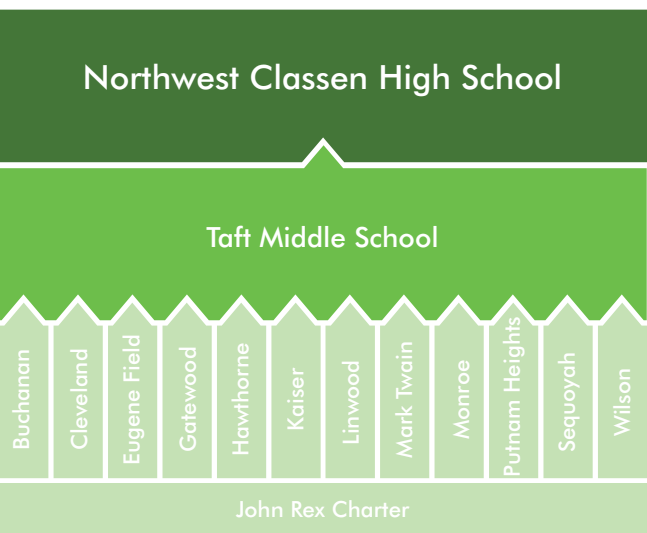 Northwest Classen High School
Taft Middle School
Buchanan
Cleveland
Eugene Field
Gatewood
Hawthorne
Kaiser
Linwood
Mark Twain
Monroe
Putnam Heights
Sequoyah
Wilson
John Rex Charter